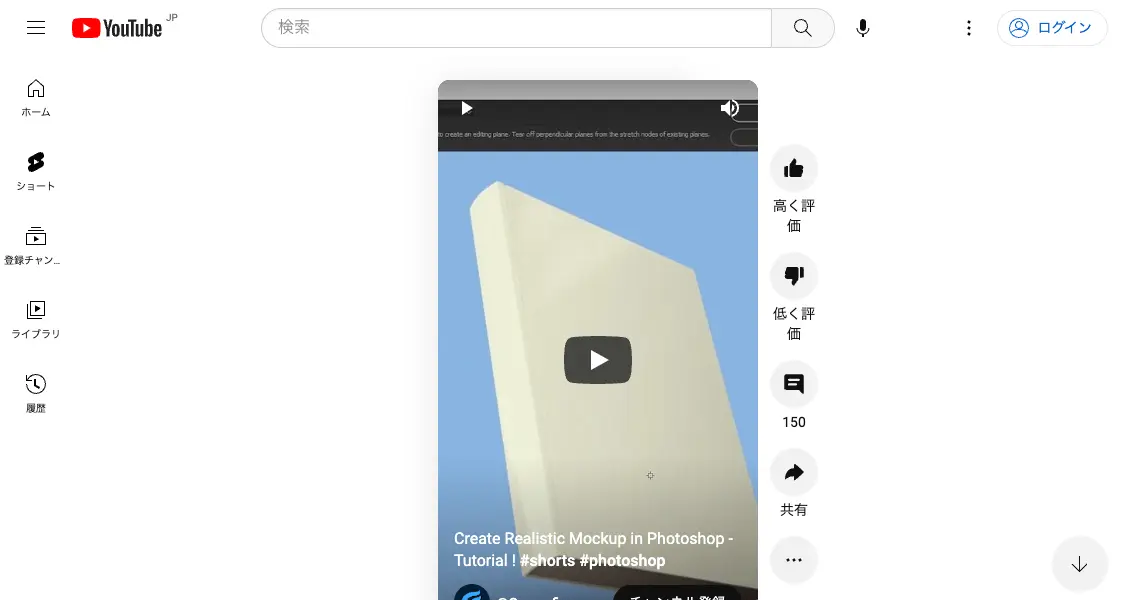 YouTube JP
検索
ログイン
ホーム
ショート
登録チャン...
ライブラリ
履歴
to create an editing plane. Tear off perpendicular planes from the stretch nodes of existing planes.
高く評
価
低く評
価
150
共有
Create Realistic Mockup in Photoshop -
Tutorial ! #shorts #photoshop
チャンネル登録